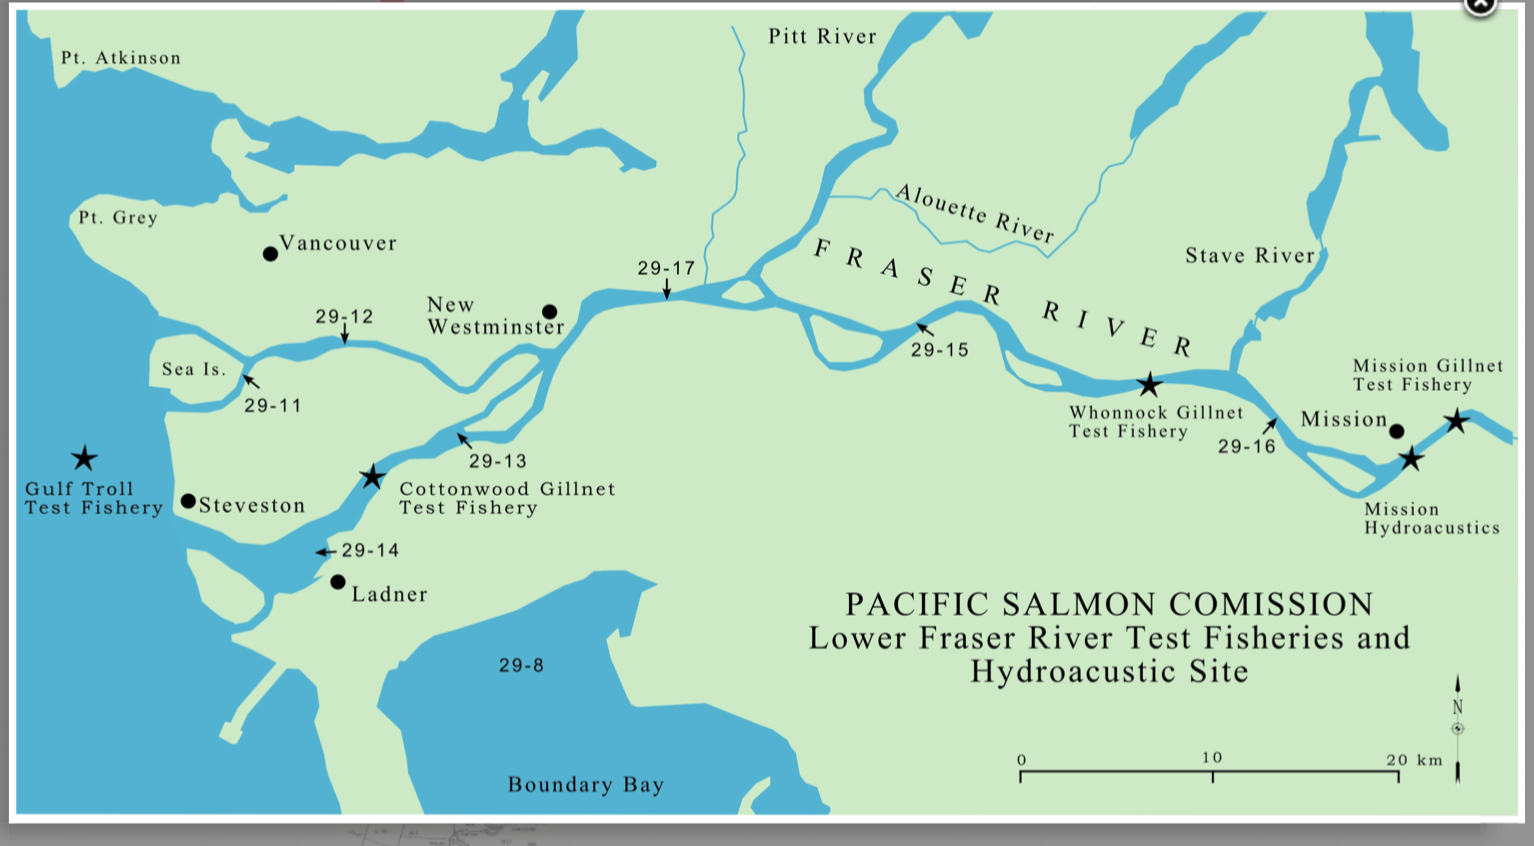 Pitt River
Pt. Atkinson
Alouette River
Pt. Grey
Vancouver
FRASER RIVER
Stave River
29-17
New
Westminster
29-12
29-15
Sea Is.
29-11
Mission Gillnet
Test Fishery
Whonnock Gillnet
Test Fishery
Mission
29-16
29-13
Gulf Troll
Test Fishery
Steveston
Cottonwood Gillnet
Test Fishery
Mission
Hydroacustics
29-14
Ladner
PACIFIC SALMON COMISSION
Lower Fraser River Test Fisheries and
Hydroacustic Site
29-8
N
0 10 20 km
Boundary Bay